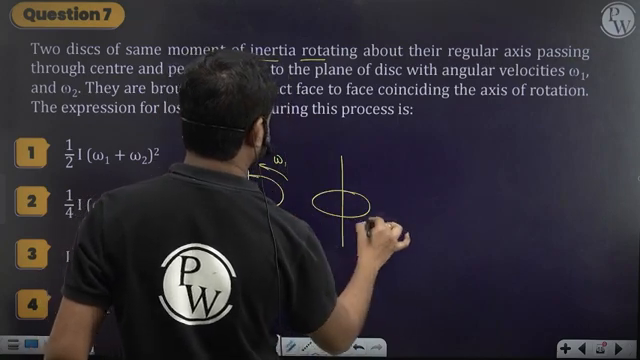 Question 7
PW
Two discs of same moment of inertia rotating about their regular axis passing
through centre and pe to the plane of disc with angular velocities ω₁,
and ω₂. They are bro ct face to face coinciding the axis of rotation.
The expression for los uring this process is:
1 1/2 I (ω₁ + ω₂)²
ω₁
2 1/4 I (
3
4
PW